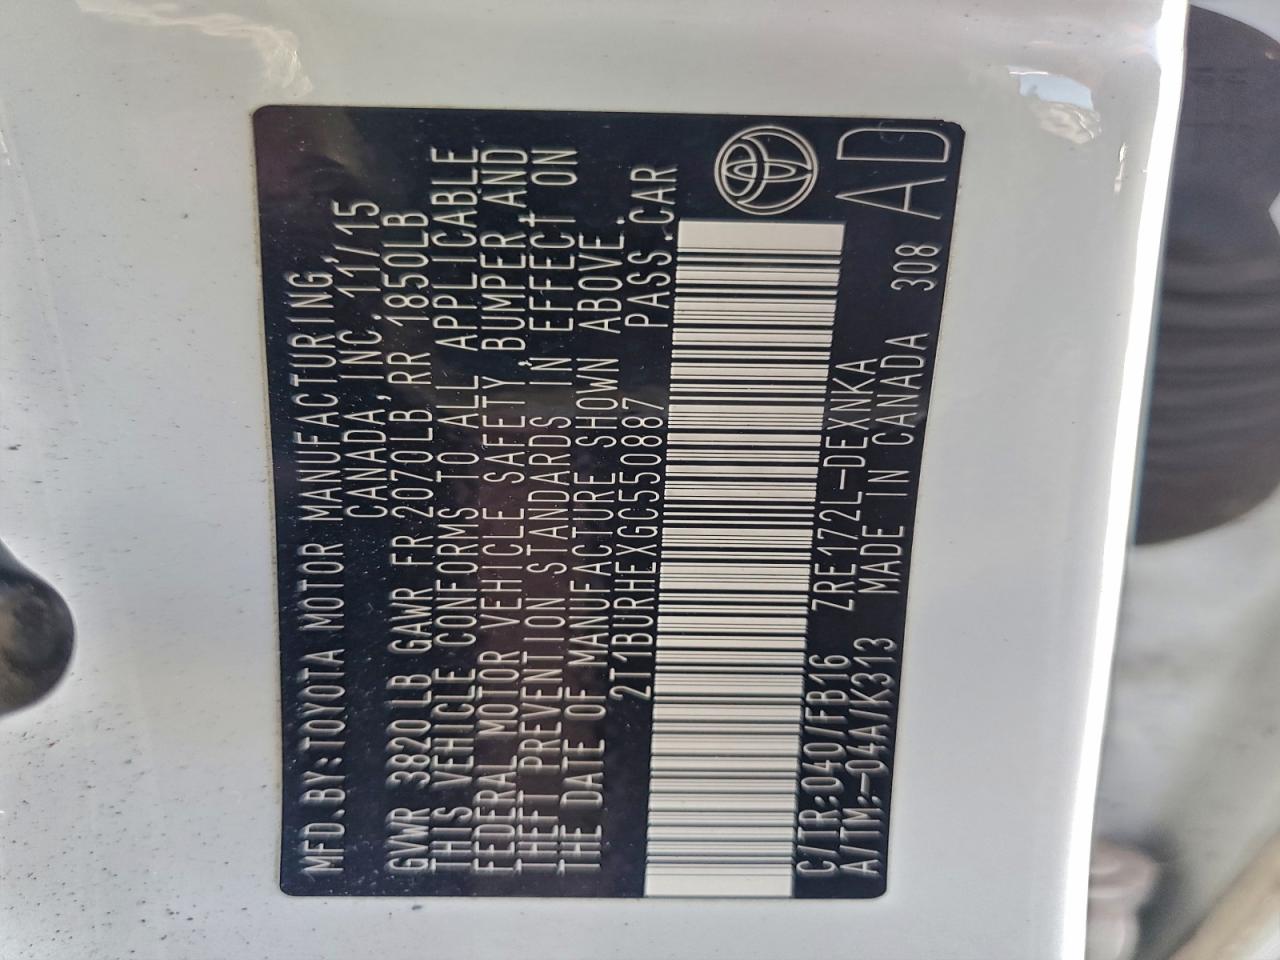 MFD.BY:TOYOTA MOTOR MANUFACTURING,
CANADA, INC. 11/15
GVWR 3820 LB GAWR FR 2070LB,RR 1850LB
THIS VEHICLE CONFORMS TO ALL APPLICABLE
FEDERAL MOTOR VEHICLE SAFETY, BUMPER,AND
THEFT PREVENTION STANDARDS IN EFFECT ON
THE DATE OF MANUFACTURE SHOWN ABOVE.
2T1BURHEXGC550887 PASS.CAR
C/TR:040/FB16 ZRE172L-DEXNKA
A/TM:-04A/K313 MADE IN CANADA 308
AD